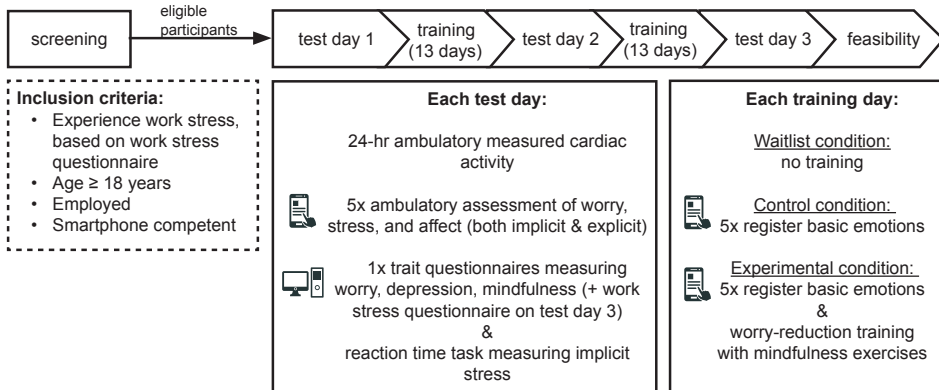 screening
eligible
participants
test day 1
training
(13 days)
test day 2
training
(13 days)
test day 3
feasibility
Inclusion criteria:
• Experience work stress,
based on work stress
questionnaire
• Age ≥ 18 years
• Employed
• Smartphone competent
Each test day:
24-hr ambulatory measured cardiac
activity
5x ambulatory assessment of worry,
stress, and affect (both implicit & explicit)
1x trait questionnaires measuring
worry, depression, mindfulness (+ work
stress questionnaire on test day 3)
&
reaction time task measuring implicit
stress
Each training day:
Waitlist condition:
no training
Control condition:
5x register basic emotions
Experimental condition:
5x register basic emotions
&
worry-reduction training
with mindfulness exercises